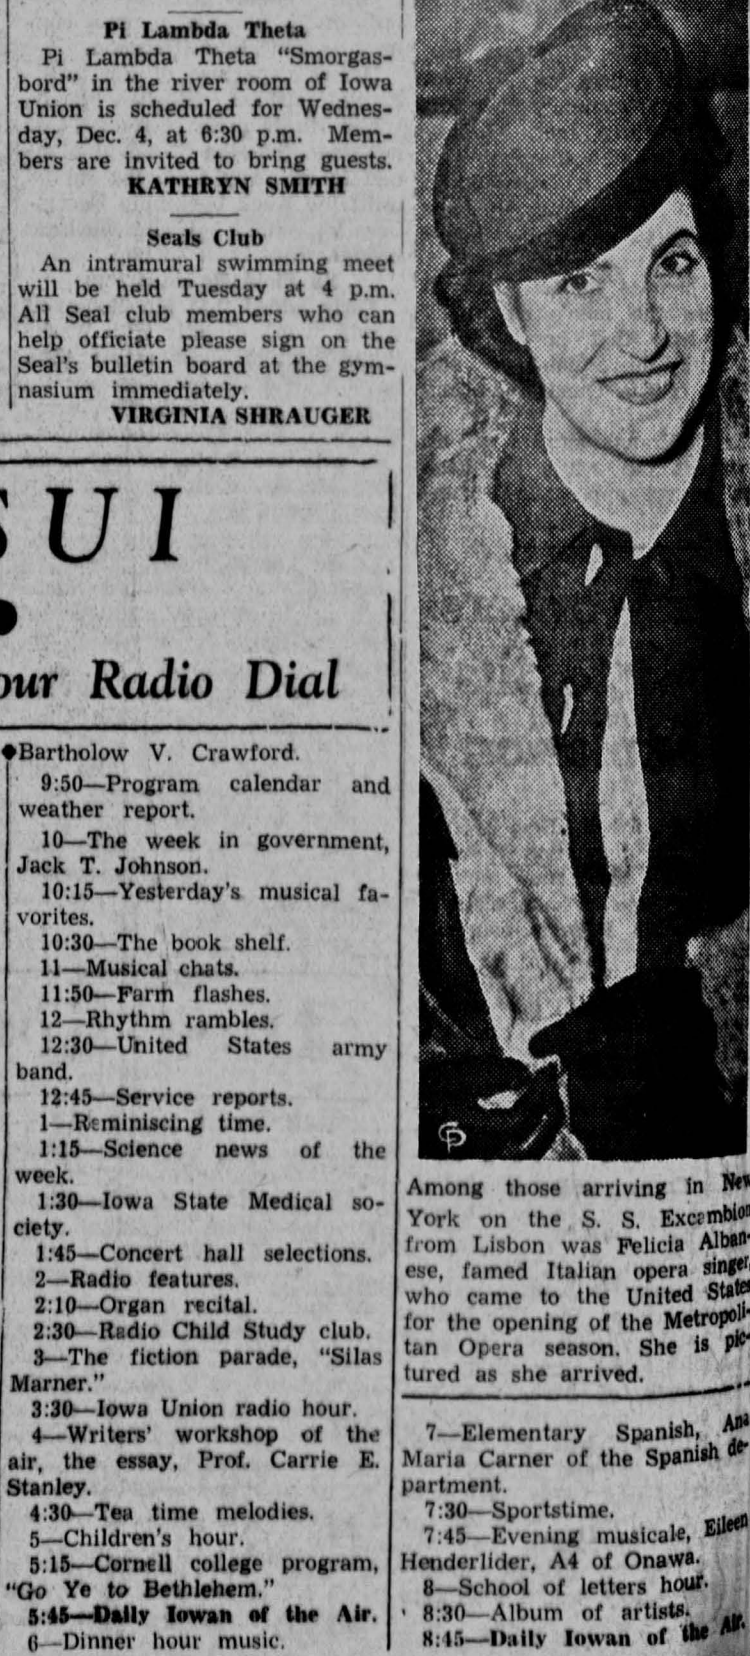 Pi Lambda Theta
Pi Lambda Theta “Smorgas-
bord” in the river room of Iowa
Union is scheduled for Wednes-
day, Dec. 4, at 6:30 p.m. Mem-
bers are invited to bring guests.
KATHRYN SMITH
Seals Club
An intramural swimming meet
will be held Tuesday at 4 p.m.
All Seal club members who can
help officiate please sign on the
Seal's bulletin board at the gym-
nasium immediately.
VIRGINIA SHRAUGER
SUI
our Radio Dial
Bartholow V. Crawford.
9:50—Program calendar and
weather report.
10—The week in government,
Jack T. Johnson.
10:15—Yesterday's musical fa-
vorites.
10:30—The book shelf.
11—Musical chats.
11:50—Farm flashes.
12—Rhythm rambles.
12:30—United States army
band.
12:45—Service reports.
1—Reminiscing time.
1:15—Science news of the
week.
1:30—Iowa State Medical so-
ciety.
1:45—Concert hall selections.
2—Radio features.
2:10—Organ recital.
2:30—Radio Child Study club.
3—The fiction parade, “Silas
Marner.”
3:30—Iowa Union radio hour.
4—Writers' workshop of the
air, the essay, Prof. Carrie E.
Stanley.
4:30—Tea time melodies.
5—Children's hour.
5:15—Cornell college program,
“Go Ye to Bethlehem.”
5:45—Daily Iowan of the Air.
6—Dinner hour music.
Among those arriving in New
York on the S. S. Excambion
from Lisbon was Felicia Alban-
ese, famed Italian opera singer,
who came to the United States
for the opening of the Metropoli-
tan Opera season. She is pic-
tured as she arrived.
7—Elementary Spanish, Ana
Maria Carner of the Spanish de-
partment.
7:30—Sportstime.
7:45—Evening musicale, Eileen
Henderlider, A4 of Onawa.
8—School of letters hour.
8:30—Album of artists.
8:45—Daily Iowan of the Air.